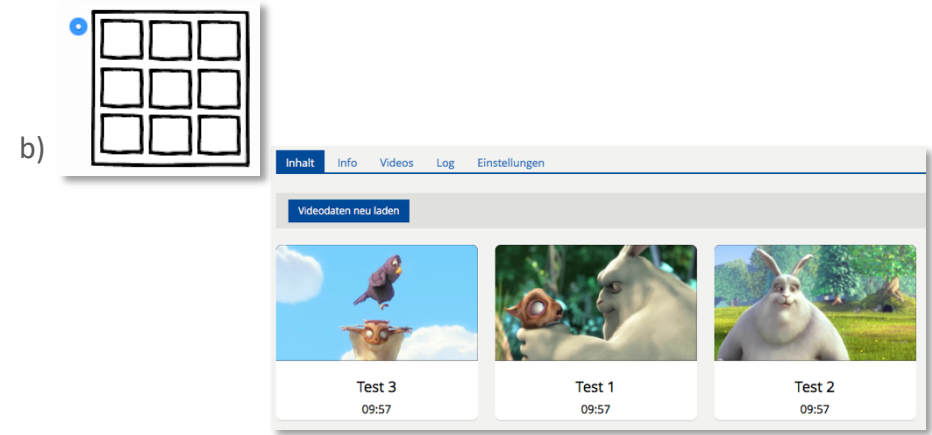 b)
Inhalt Info Videos Log Einstellungen
Videodaten neu laden
Test 3 Test 1 Test 2
09:57 09:57 09:57